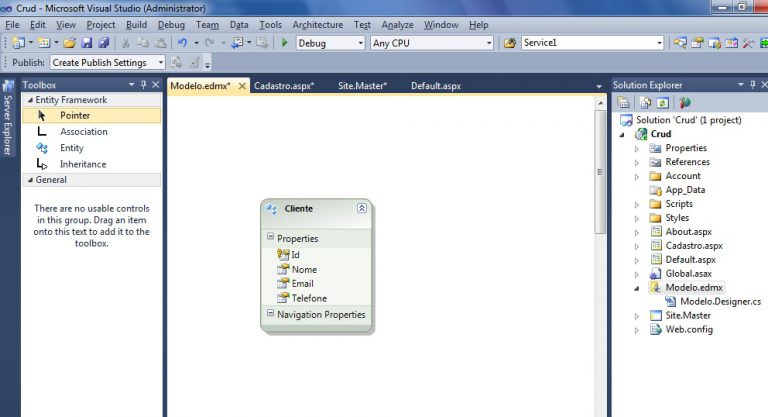 Crud - Microsoft Visual Studio (Administrator)
File Edit View Project Build Debug Team Data Tools Architecture Test Analyze Window Help
Debug Any CPU Service1
Publish: Create Publish Settings
Server Explorer
Toolbox
Entity Framework
Pointer
Association
Entity
Inheritance
General
There are no usable controls
in this group. Drag an item
onto this text to add it to the
toolbox.
Modelo.edmx* Cadastro.aspx* Site.Master* Default.aspx
Cliente
Properties
Id
Nome
Email
Telefone
Navigation Properties
Solution Explorer
Solution 'Crud' (1 project)
Crud
Properties
References
Account
App_Data
Scripts
Styles
About.aspx
Cadastro.aspx
Default.aspx
Global.asax
Modelo.edmx
Modelo.Designer.cs
Site.Master
Web.config